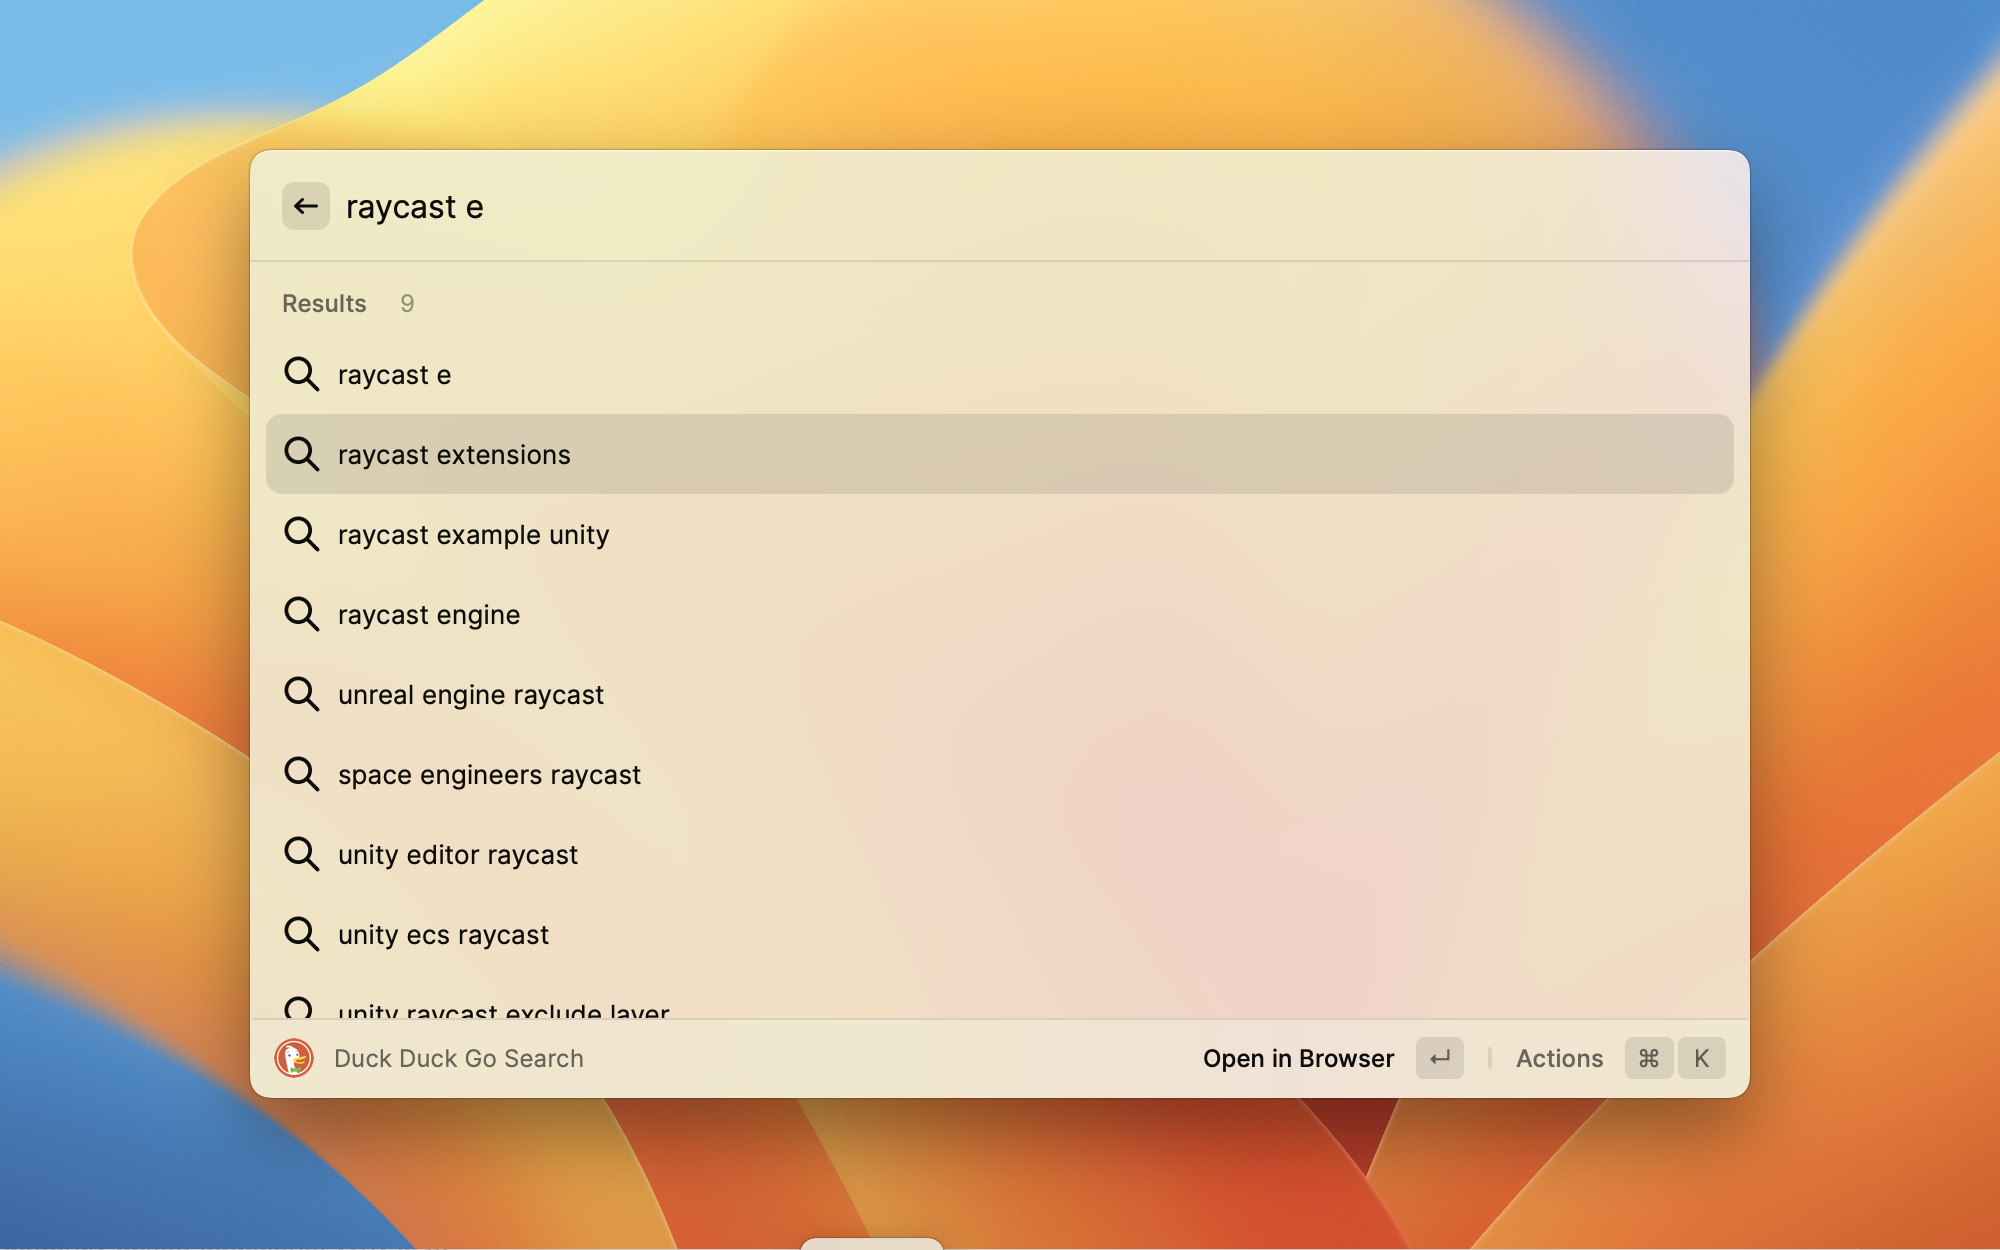 raycast e
Results 9
raycast e
raycast extensions
raycast example unity
raycast engine
unreal engine raycast
space engineers raycast
unity editor raycast
unity ecs raycast
unity raycast exclude layer
Duck Duck Go Search Open in Browser ↵ Actions ⌘ K